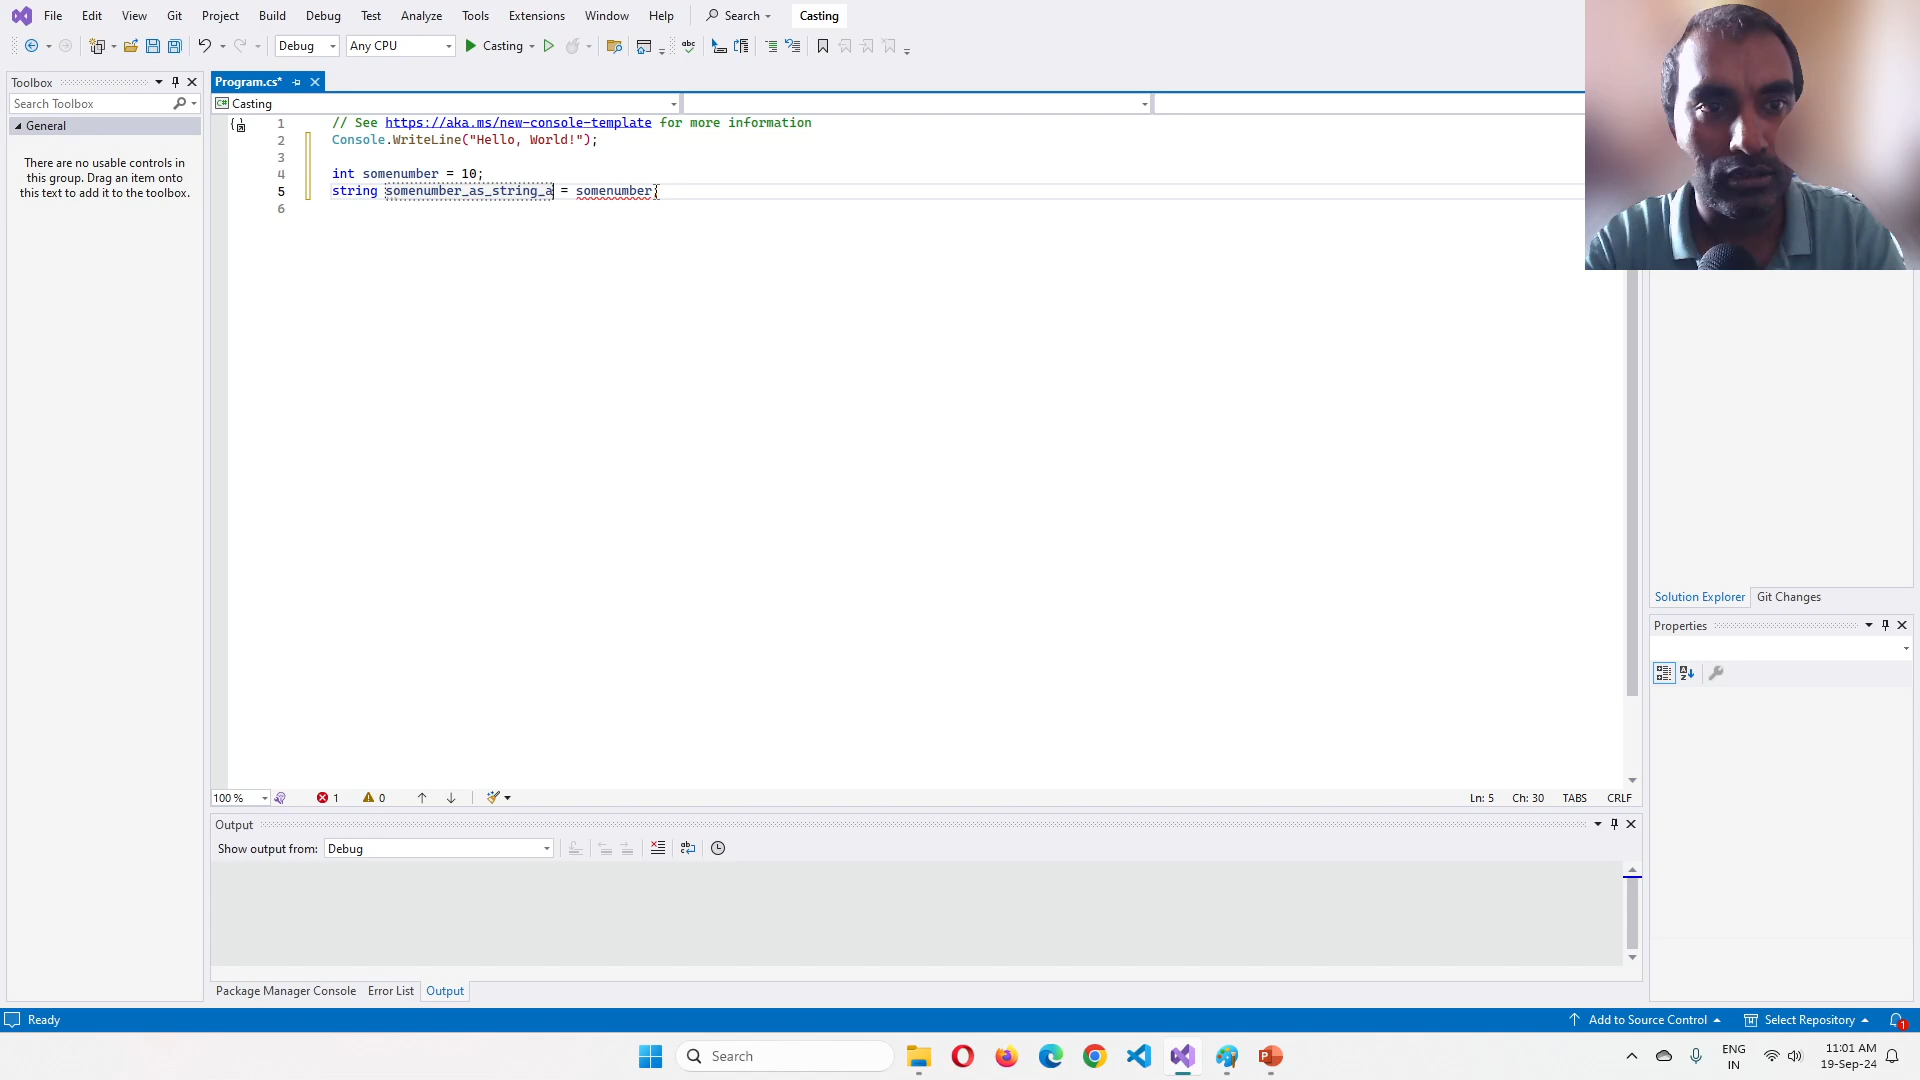 File Edit View Git Project Build Debug Test Analyze Tools Extensions Window Help Search Casting
Debug Any CPU Casting
Toolbox
Search Toolbox
General
There are no usable controls in
this group. Drag an item onto
this text to add it to the toolbox.
Program.cs*
C# Casting
1 // See https://aka.ms/new-console-template for more information
2 Console.WriteLine("Hello, World!");
3
4 int somenumber = 10;
5 string somenumber_as_string_a = somenumber;
6
Solution Explorer Git Changes
Properties
100 % 1 0 Ln: 5 Ch: 30 TABS CRLF
Output
Show output from: Debug
Package Manager Console Error List Output
Ready Add to Source Control Select Repository 1
Search
ENG
IN
11:01 AM
19-Sep-24